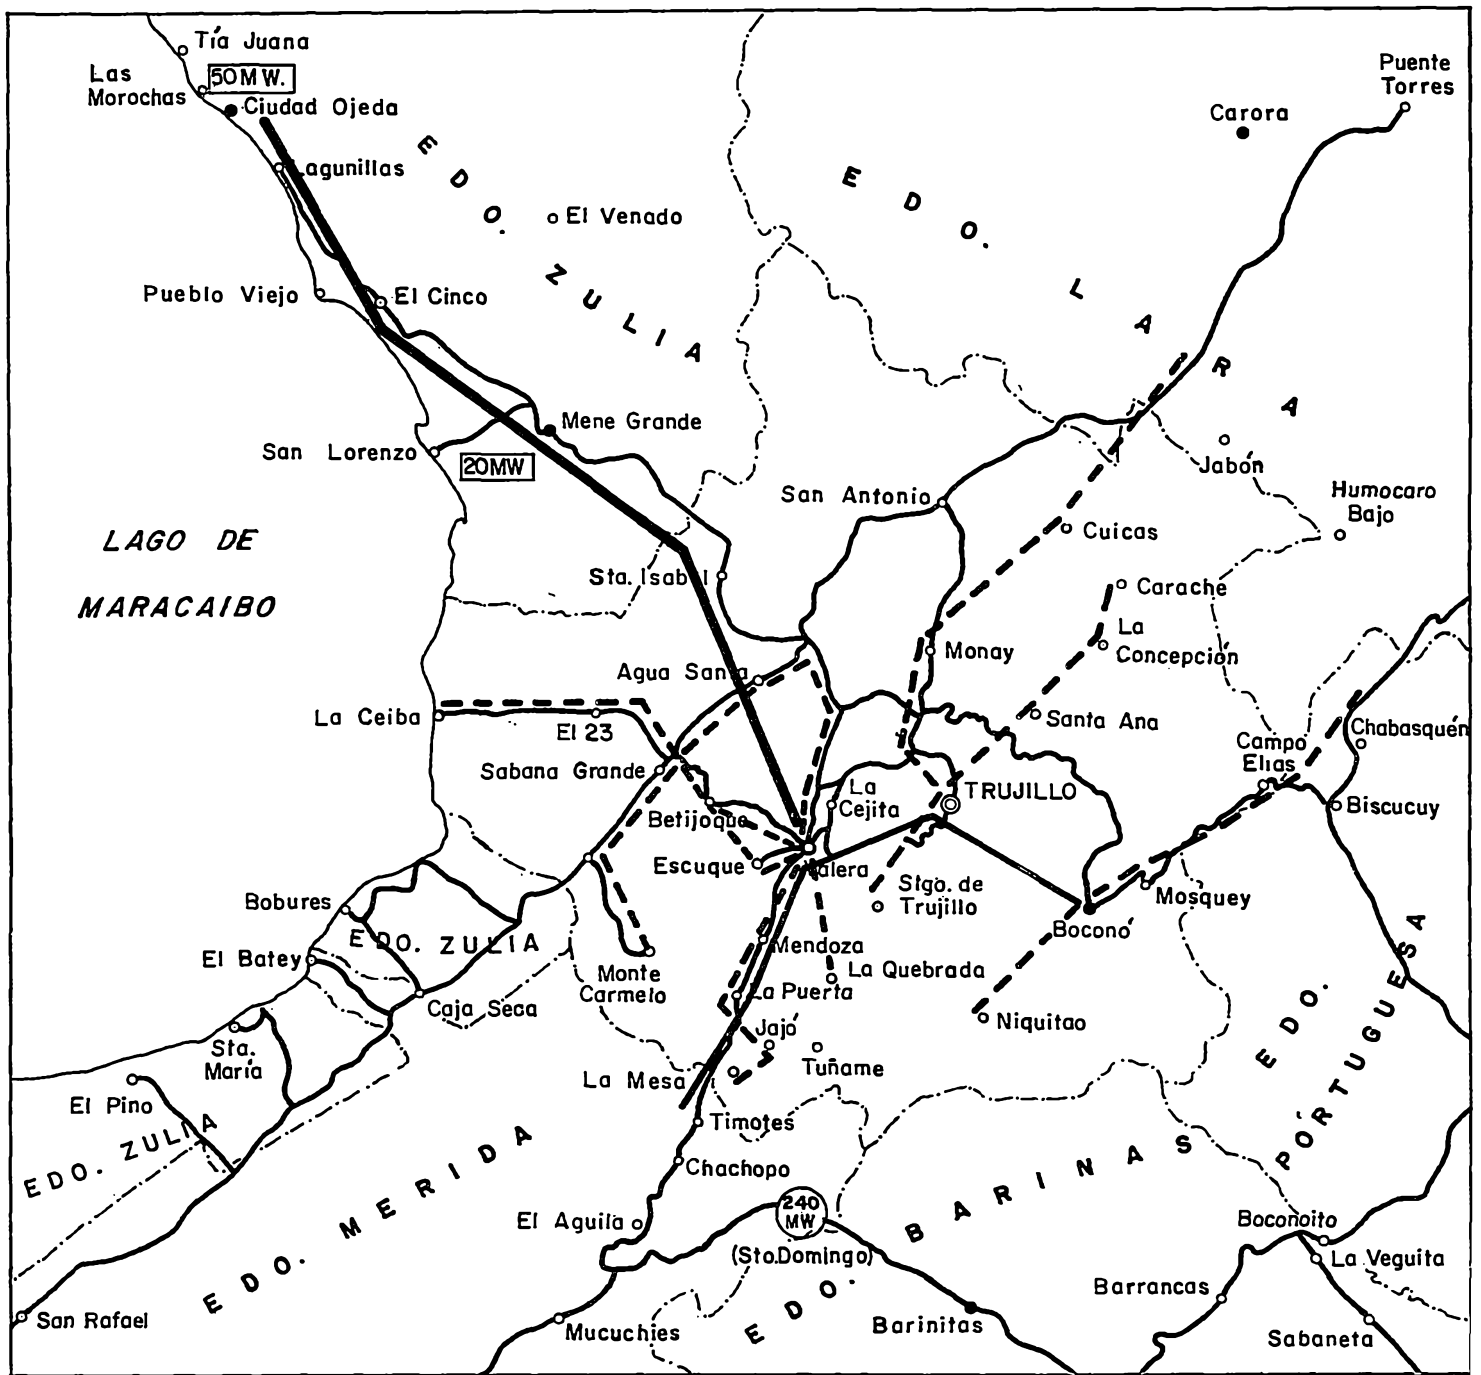 Tía Juana
Las
Morochas
50MW.
Ciudad Ojeda
Lagunillas
EDO. ZULIA
El Venado
Pueblo Viejo
El Cinco
Mene Grande
San Lorenzo
20MW
Puente
Torres
Carora
EDO. LARA
Jabón
Humocaro
Bajo
San Antonio
Cuicas
LAGO DE
MARACAIBO
Sta. Isab l
Carache
La
Concepción
Monay
Agua Santa
La Ceiba
El 23
Santa Ana
Chabasquén
Campo
Elías
Sabana Grande
La
Cejita
TRUJILLO
Biscucuy
Betijoque
Escuque
Valera
Stgo. de
Trujillo
Mosquey
Boconó
Bobures
EDO. ZULIA
El Batey
Mendoza
La Quebrada
Monte
Carmelo
Caja Seca
La Puerta
Niquitao
Jajó
Tuñame
Sta.
María
La Mesa
El Pino
Timotes
EDO. ZULIA
EDO. MERIDA
Chachopo
El Aguila
240
MW
(Sto. Domingo)
EDO. BARINAS
EDO.
PORTUGUESA
Boconoito
La Veguita
Barrancas
San Rafael
Mucuchies
Barinitas
Sabaneta